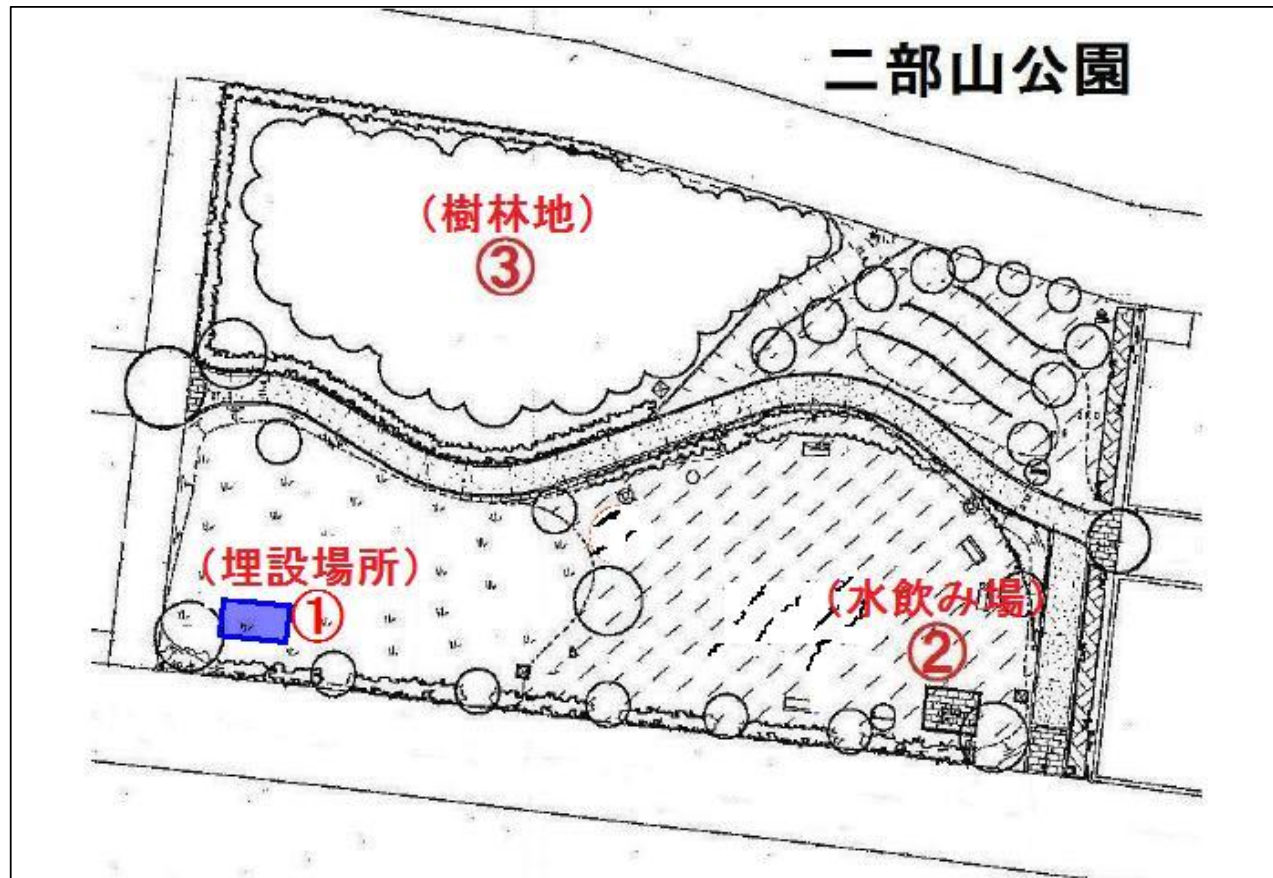 二部山公園
（樹林地）
③
（埋設場所）
①
（水飲み場）
②